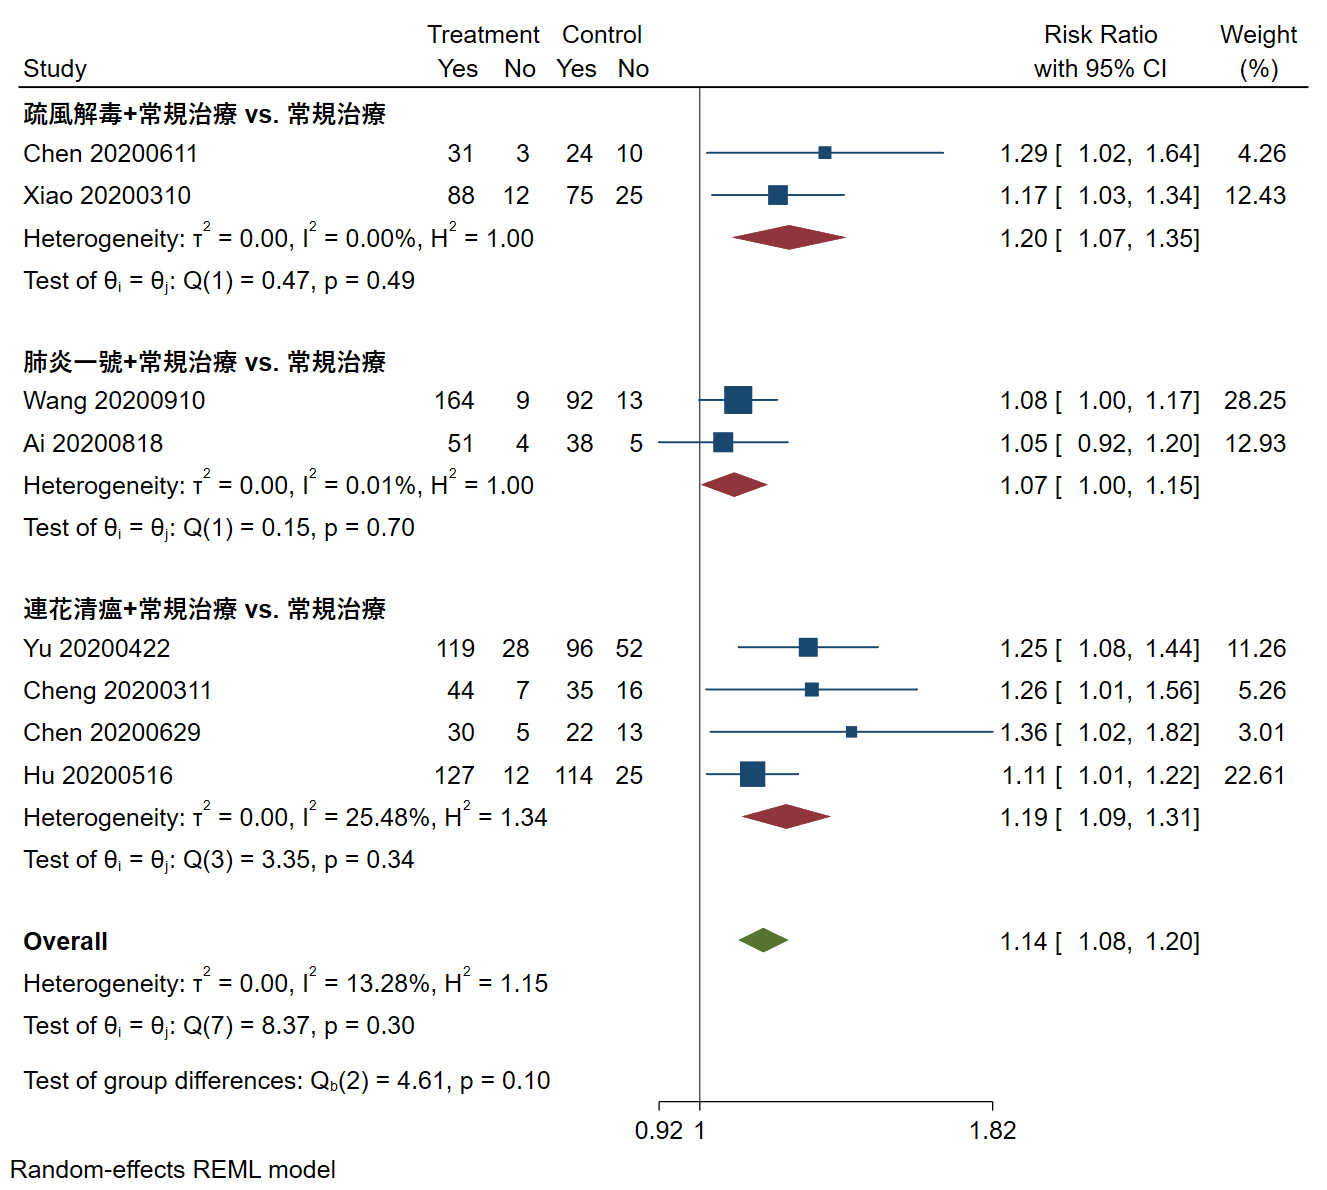 Treatment Control Risk Ratio Weight
Study Yes No Yes No with 95% CI (%)
疏風解毒+常規治療 vs. 常規治療
Chen 20200611 31 3 24 10 1.29 [ 1.02, 1.64] 4.26
Xiao 20200310 88 12 75 25 1.17 [ 1.03, 1.34] 12.43
Heterogeneity: τ² = 0.00, I² = 0.00%, H² = 1.00 1.20 [ 1.07, 1.35]
Test of θᵢ = θⱼ: Q(1) = 0.47, p = 0.49
肺炎一號+常規治療 vs. 常規治療
Wang 20200910 164 9 92 13 1.08 [ 1.00, 1.17] 28.25
Ai 20200818 51 4 38 5 1.05 [ 0.92, 1.20] 12.93
Heterogeneity: τ² = 0.00, I² = 0.01%, H² = 1.00 1.07 [ 1.00, 1.15]
Test of θᵢ = θⱼ: Q(1) = 0.15, p = 0.70
連花清瘟+常規治療 vs. 常規治療
Yu 20200422 119 28 96 52 1.25 [ 1.08, 1.44] 11.26
Cheng 20200311 44 7 35 16 1.26 [ 1.01, 1.56] 5.26
Chen 20200629 30 5 22 13 1.36 [ 1.02, 1.82] 3.01
Hu 20200516 127 12 114 25 1.11 [ 1.01, 1.22] 22.61
Heterogeneity: τ² = 0.00, I² = 25.48%, H² = 1.34 1.19 [ 1.09, 1.31]
Test of θᵢ = θⱼ: Q(3) = 3.35, p = 0.34
Overall 1.14 [ 1.08, 1.20]
Heterogeneity: τ² = 0.00, I² = 13.28%, H² = 1.15
Test of θᵢ = θⱼ: Q(7) = 8.37, p = 0.30
Test of group differences: Q_b(2) = 4.61, p = 0.10
0.92 1 1.82
Random-effects REML model